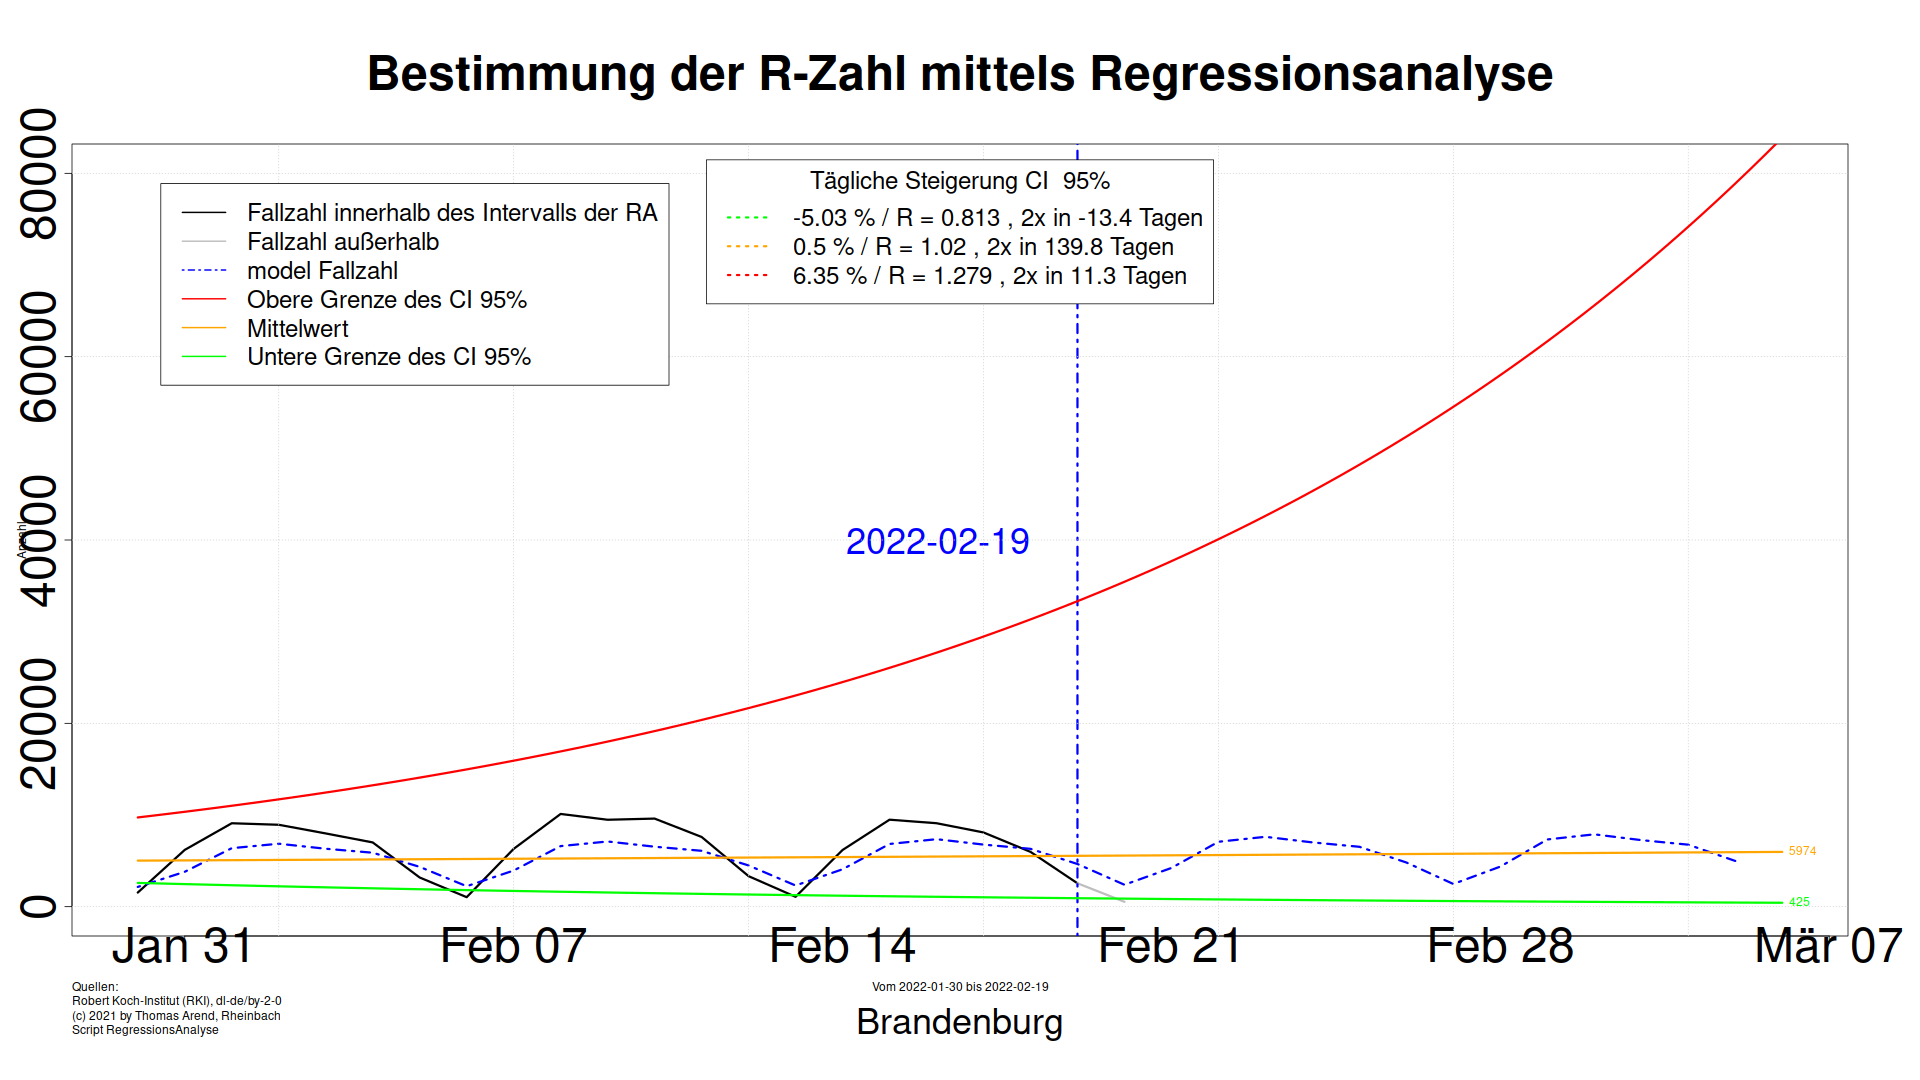 Bestimmung der R-Zahl mittels Regressionsanalyse
Anzahl
80000
60000
40000
20000
0
Fallzahl innerhalb des Intervalls der RA
Fallzahl außerhalb
model Fallzahl
Obere Grenze des CI 95%
Mittelwert
Untere Grenze des CI 95%
Tägliche Steigerung CI 95%
-5.03 % / R = 0.813 , 2x in -13.4 Tagen
0.5 % / R = 1.02 , 2x in 139.8 Tagen
6.35 % / R = 1.279 , 2x in 11.3 Tagen
2022-02-19
5974
425
Jan 31
Feb 07
Feb 14
Feb 21
Feb 28
Mär 07
Quellen:
Robert Koch-Institut (RKI), dl-de/by-2-0
(c) 2021 by Thomas Arend, Rheinbach
Script RegressionsAnalyse
Vom 2022-01-30 bis 2022-02-19
Brandenburg